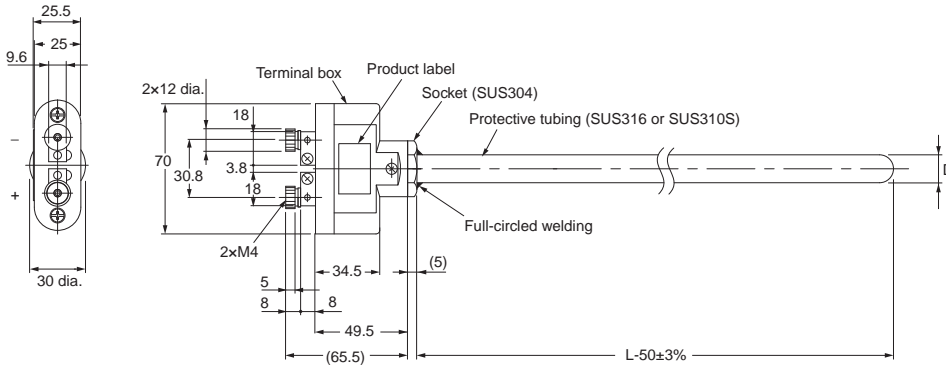 25.5
25
9.6
−
+
30 dia.
Terminal box
Product label
Socket (SUS304)
Protective tubing (SUS316 or SUS310S)
2×12 dia.
18
70
30.8
3.8
18
2×M4
Full-circled welding
34.5
(5)
5
8
8
49.5
(65.5)
L-50±3%